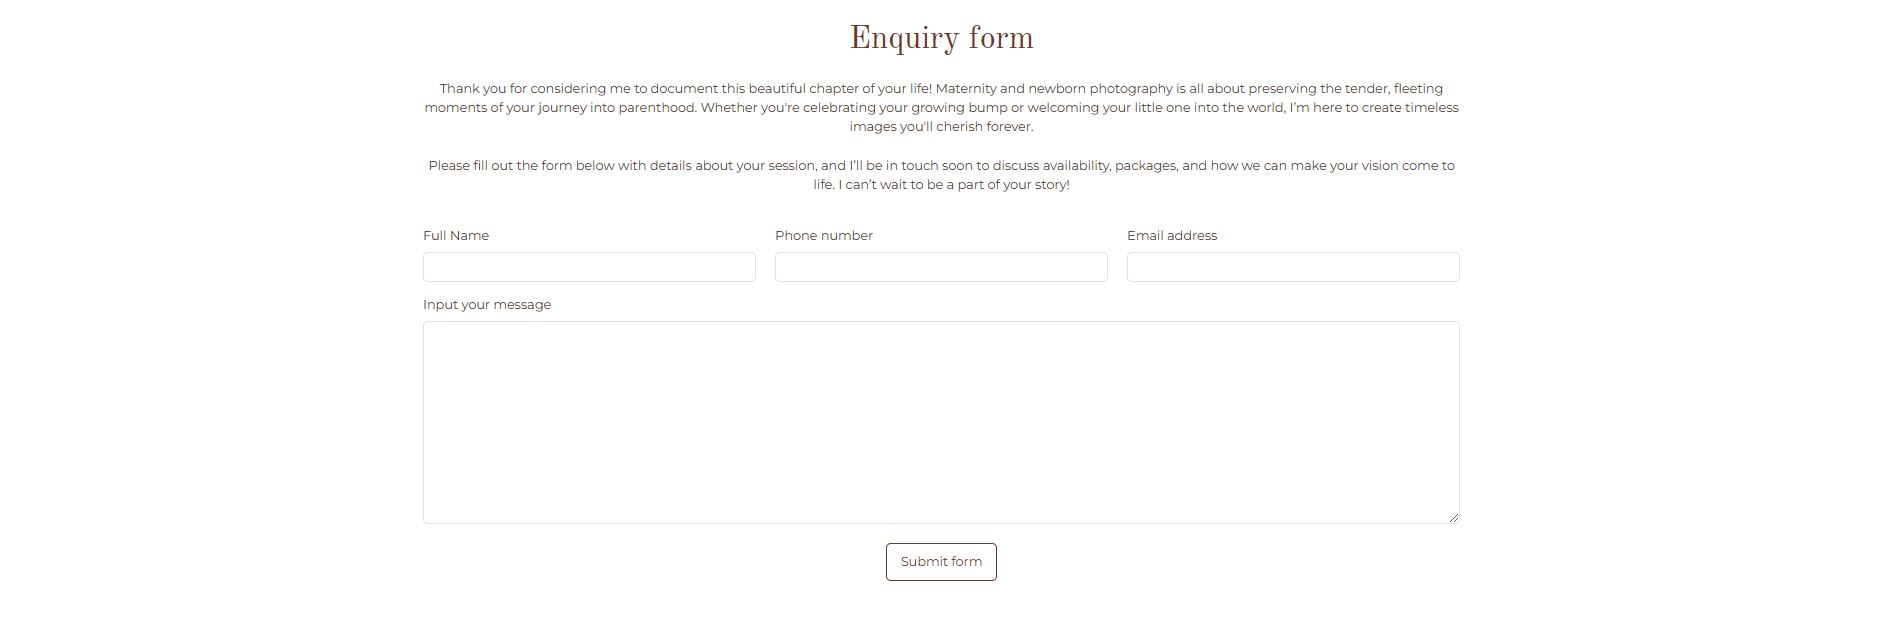 Enquiry form
Thank you for considering me to document this beautiful chapter of your life! Maternity and newborn photography is all about preserving the tender, fleeting
moments of your journey into parenthood. Whether you're celebrating your growing bump or welcoming your little one into the world, I’m here to create timeless
images you'll cherish forever.
Please fill out the form below with details about your session, and I’ll be in touch soon to discuss availability, packages, and how we can make your vision come to
life. I can’t wait to be a part of your story!
Full Name
Phone number
Email address
Input your message
Submit form